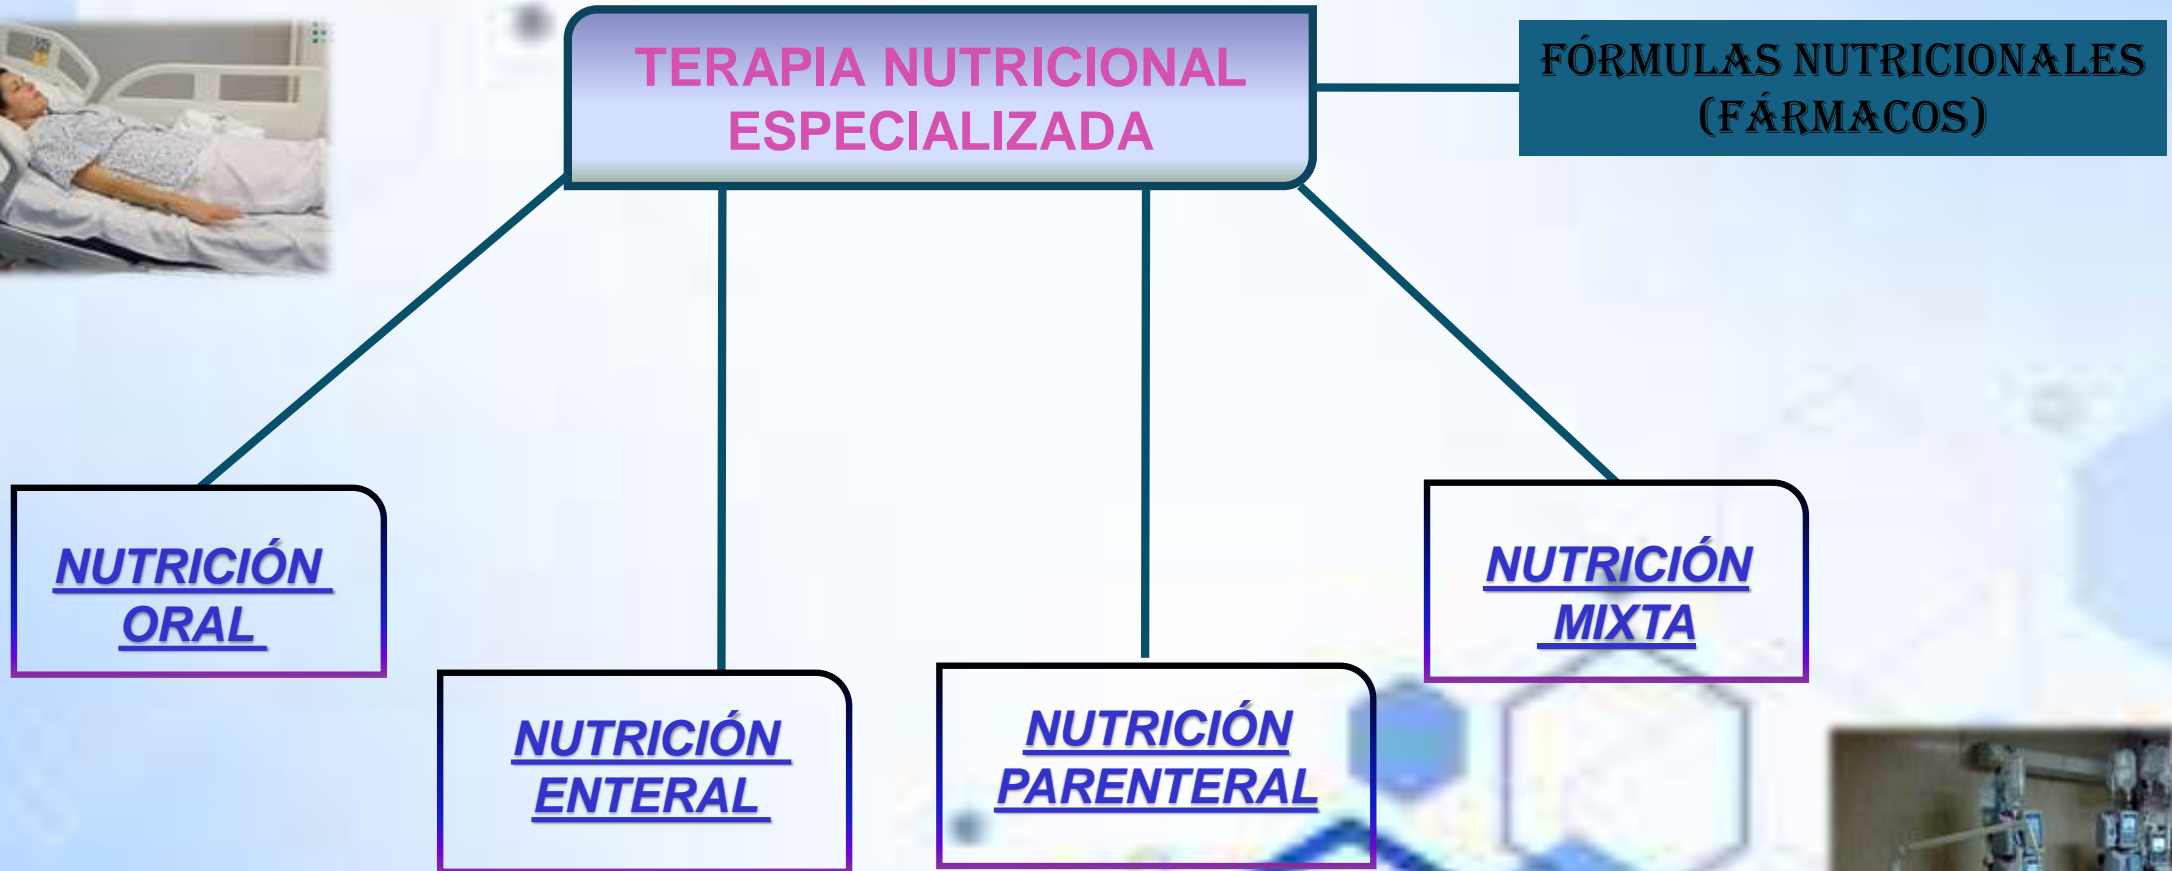 TERAPIA NUTRICIONAL
ESPECIALIZADA
FÓRMULAS NUTRICIONALES
(FÁRMACOS)
NUTRICIÓN
ORAL
NUTRICIÓN
ENTERAL
NUTRICIÓN
PARENTERAL
NUTRICIÓN
MIXTA